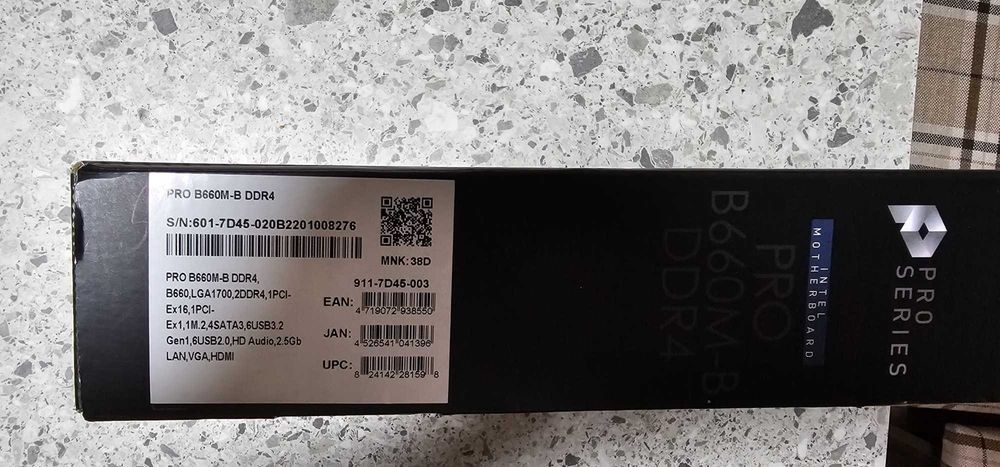 PRO B660M-B DDR4
S/N:601-7D45-020B2201008276
MNK: 38D
PRO B660M-B DDR4,
B660,LGA1700,2DDR4,1PCI-
Ex16,1PCI-
Ex1,1M.2,4SATA3,6USB3.2
Gen1,6USB2.0,HD Audio,2.5Gb
LAN,VGA,HDMI
911-7D45-003
EAN:
4 719072 938550
JAN:
4 526541 041396
UPC:
8 24142 28159 8
PRO
B660M-B
DDR4
INTEL
MOTHERBOARD
PRO
SERIES